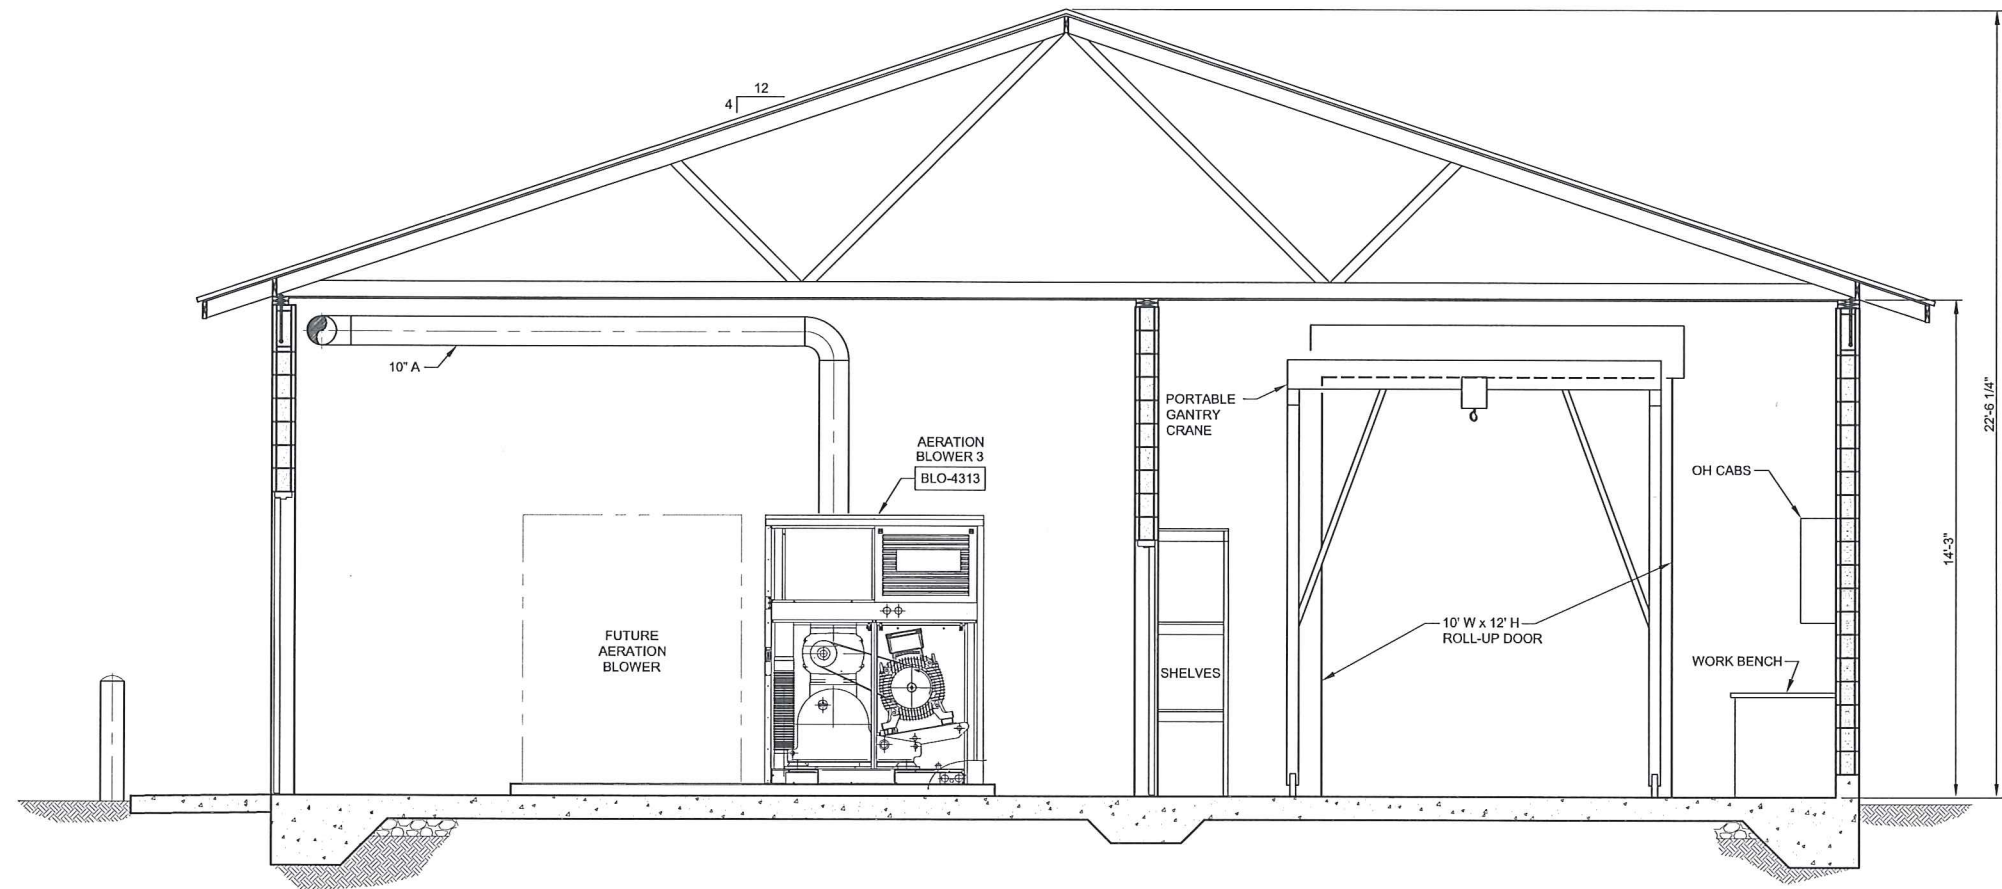 12
4
10" A
AERATION
BLOWER 3
BLO-4313
PORTABLE
GANTRY
CRANE
OH CABS
22'-6 1/4"
14'-3"
FUTURE
AERATION
BLOWER
SHELVES
10' W x 12' H
ROLL-UP DOOR
WORK BENCH